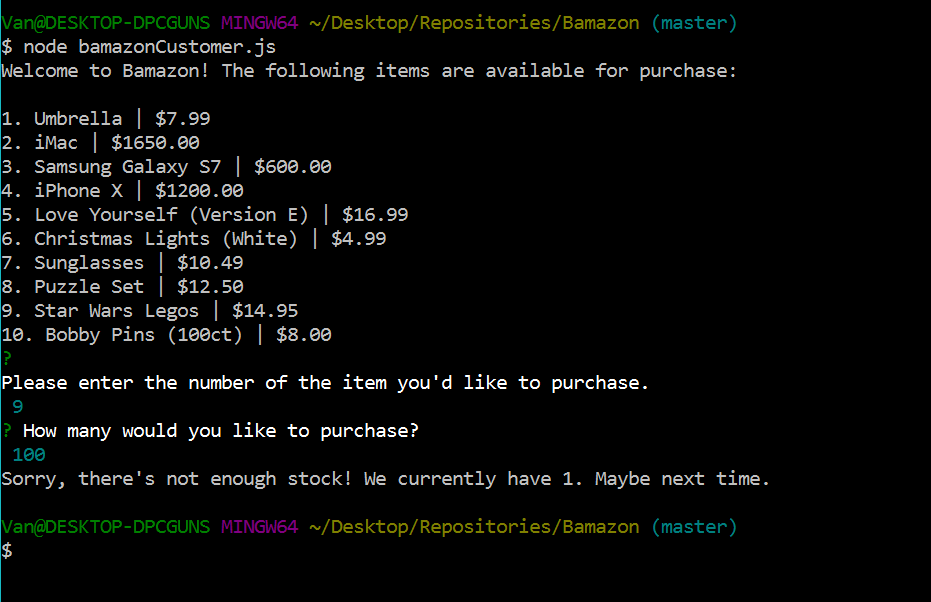 Van@DESKTOP-DPCGUNS MINGW64 ~/Desktop/Repositories/Bamazon (master)
$ node bamazonCustomer.js
Welcome to Bamazon! The following items are available for purchase:
1. Umbrella | $7.99
2. iMac | $1650.00
3. Samsung Galaxy S7 | $600.00
4. iPhone X | $1200.00
5. Love Yourself (Version E) | $16.99
6. Christmas Lights (White) | $4.99
7. Sunglasses | $10.49
8. Puzzle Set | $12.50
9. Star Wars Legos | $14.95
10. Bobby Pins (100ct) | $8.00
?
Please enter the number of the item you'd like to purchase.
9
? How many would you like to purchase?
100
Sorry, there's not enough stock! We currently have 1. Maybe next time.
Van@DESKTOP-DPCGUNS MINGW64 ~/Desktop/Repositories/Bamazon (master)
$